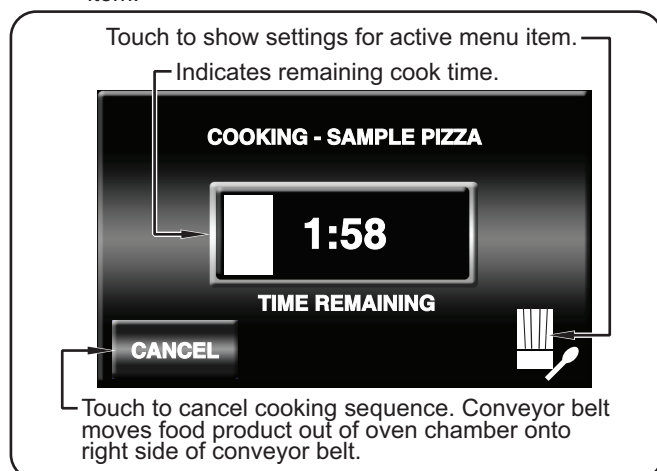 item.
Touch to show settings for active menu item.
Indicates remaining cook time.
COOKING - SAMPLE PIZZA
1:58
TIME REMAINING
CANCEL
Touch to cancel cooking sequence. Conveyor belt
moves food product out of oven chamber onto
right side of conveyor belt.